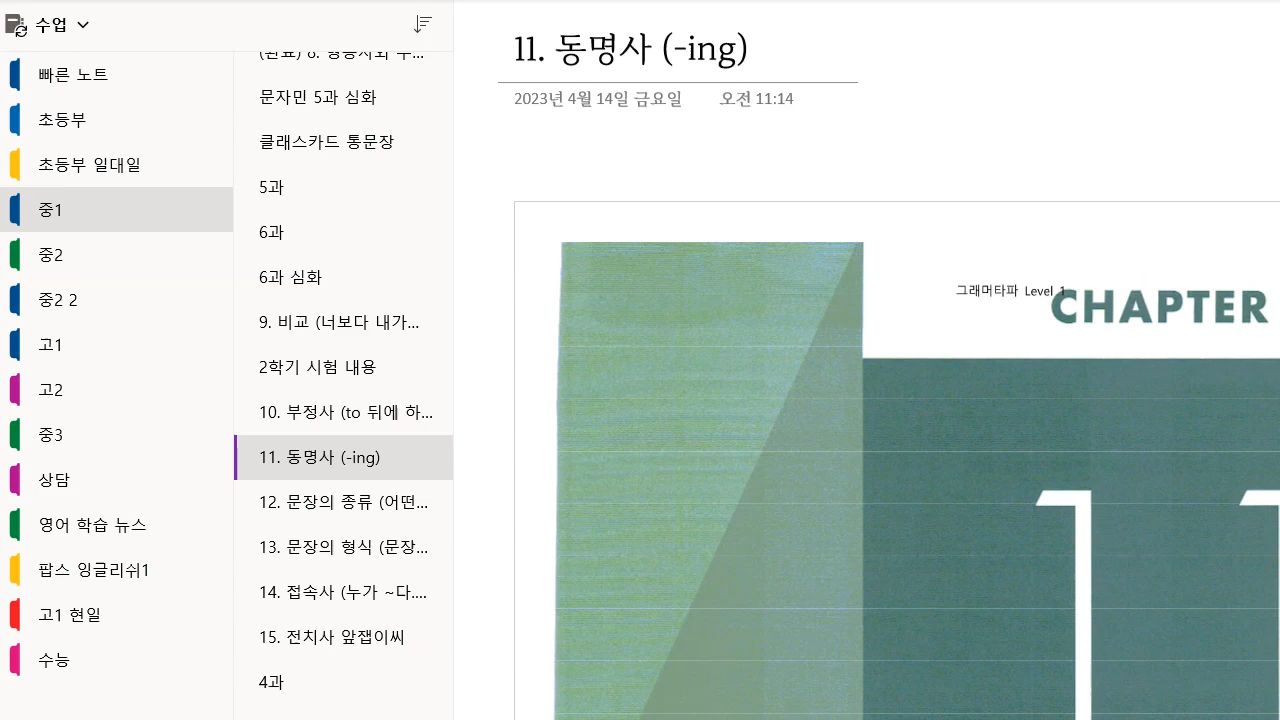 수업
빠른 노트
초등부
초등부 일대일
중1
중2
중2 2
고1
고2
중3
상담
영어 학습 뉴스
팝스 잉글리쉬1
고1 현일
수능
문자민 5과 심화
클래스카드 통문장
5과
6과
6과 심화
9. 비교 (너보다 내가...
2학기 시험 내용
10. 부정사 (to 뒤에 하...
11. 동명사 (-ing)
12. 문장의 종류 (어떤...
13. 문장의 형식 (문장...
14. 접속사 (누가 ~다....
15. 전치사 앞잽이씨
4과
11. 동명사 (-ing)
2023년 4월 14일 금요일 오전 11:14
그래머타파 Level 1
CHAPTER
11